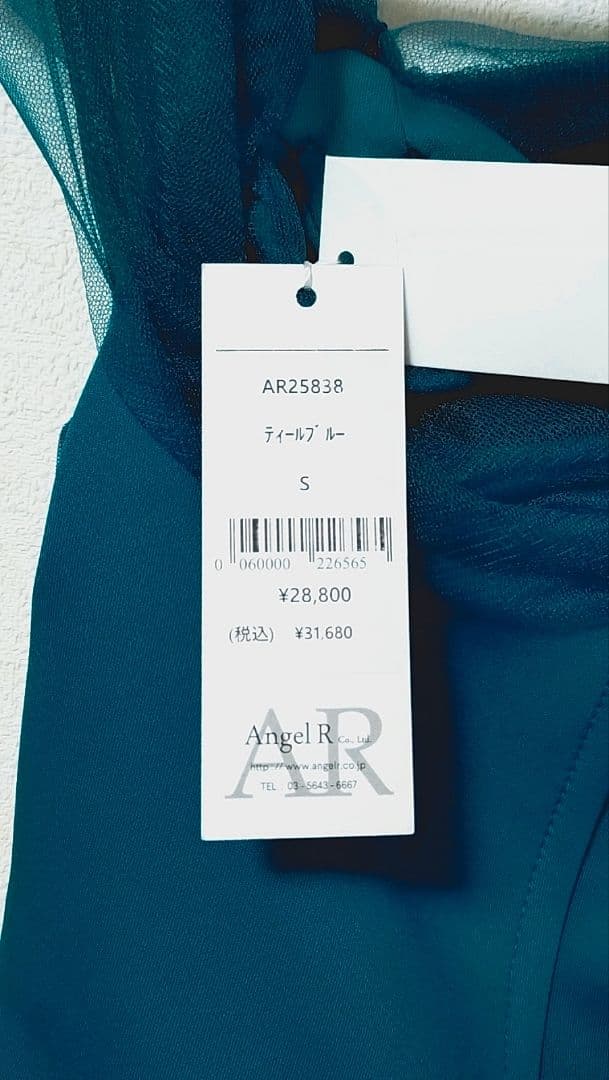 AR25838
ﾃｨｰﾙﾌﾞﾙｰ
S
0 060000 226565
¥28,800
(税込) ¥31,680
AR
Angel R Co., Ltd.
http://www.angelr.co.jp
TEL : 03-5643-6667